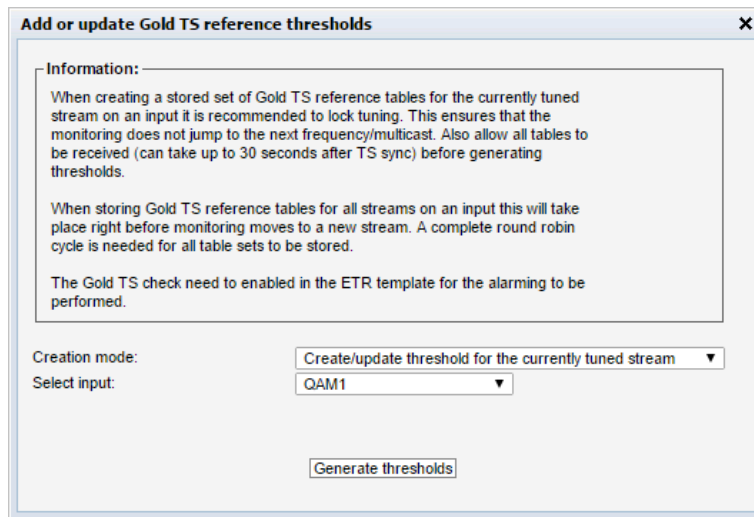 Add or update Gold TS reference thresholds
Information:
When creating a stored set of Gold TS reference tables for the currently tuned
stream on an input it is recommended to lock tuning. This ensures that the
monitoring does not jump to the next frequency/multicast. Also allow all tables to
be received (can take up to 30 seconds after TS sync) before generating
thresholds.
When storing Gold TS reference tables for all streams on an input this will take
place right before monitoring moves to a new stream. A complete round robin
cycle is needed for all table sets to be stored.
The Gold TS check need to enabled in the ETR template for the alarming to be
performed.
Creation mode: Create/update threshold for the currently tuned stream
Select input: QAM1
Generate thresholds